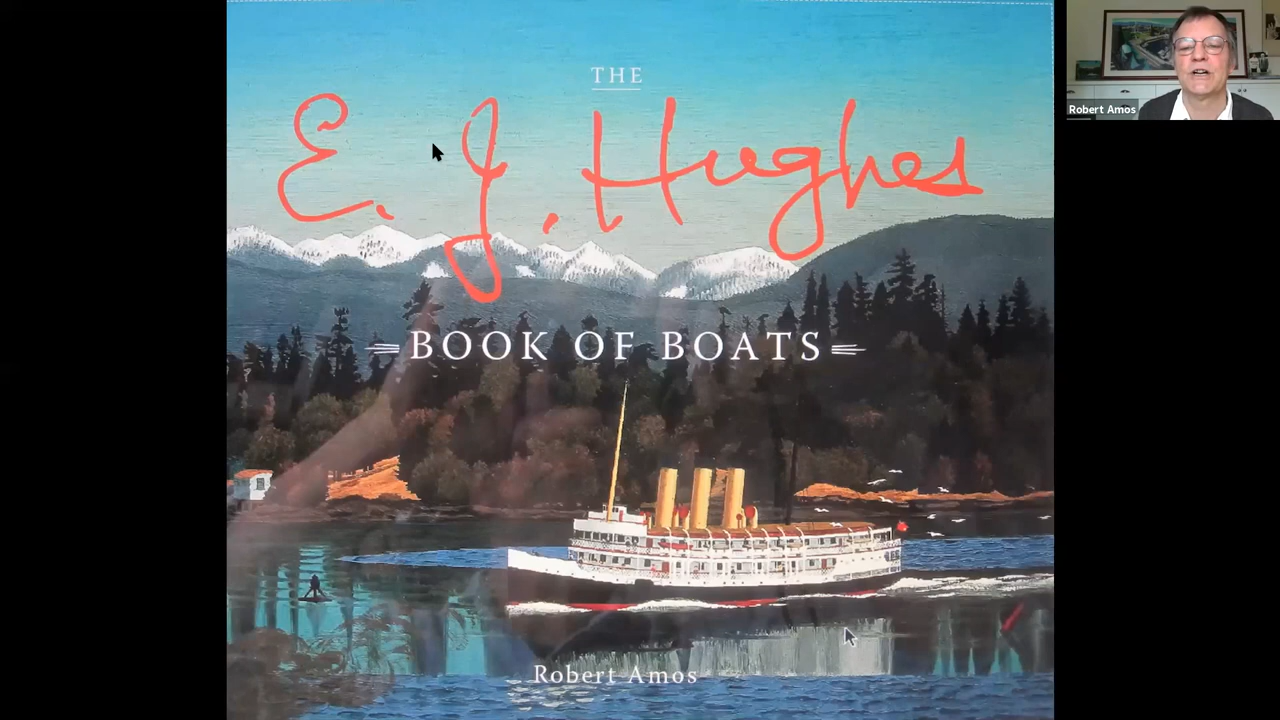 THE
E. J. Hughes
BOOK OF BOATS
Robert Amos
Robert Amos